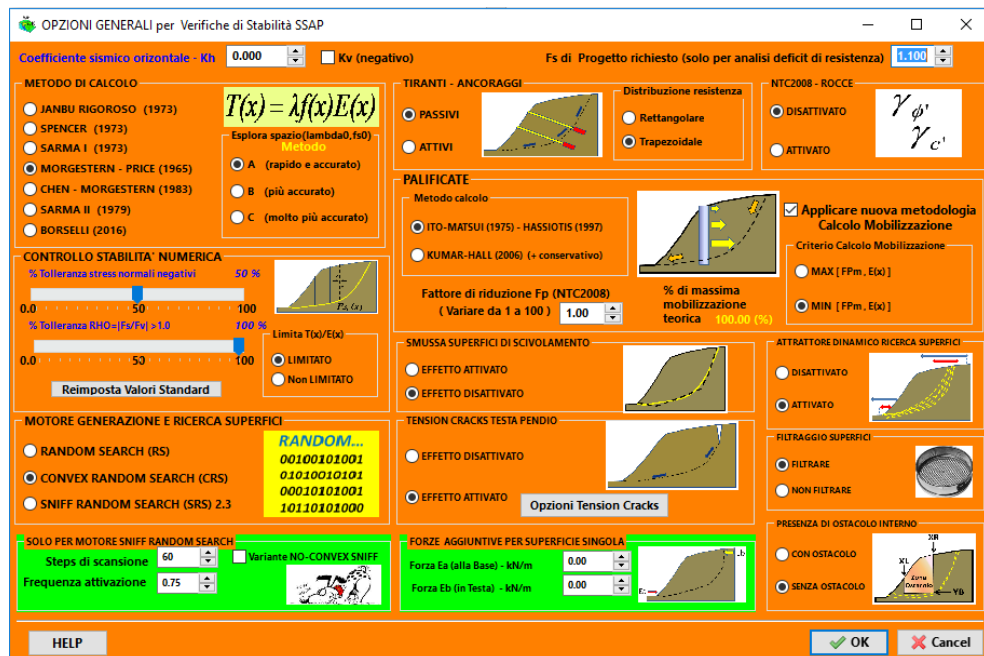 OPZIONI GENERALI per Verifiche di Stabilità SSAP
Coefficiente sismico orizontale - Kh 0.000 Kv (negativo) Fs di Progetto richiesto (solo per analisi deficit di resistenza) 1.100
METODO DI CALCOLO
JANBU RIGOROSO (1973)
SPENCER (1973)
SARMA I (1973)
MORGESTERN - PRICE (1965)
CHEN - MORGESTERN (1983)
SARMA II (1979)
BORSELLI (2016)
T(x) = λf(x)E(x)
Esplora spazio(lambda0,fs0)
Metodo
A (rapido e accurato)
B (più accurato)
C (molto più accurato)
TIRANTI - ANCORAGGI
PASSIVI
ATTIVI
Distribuzione resistenza
Rettangolare
Trapezoidale
NTC2008 - ROCCE
DISATTIVATO
ATTIVATO
γφ'
γc'
PALIFICATE
Metodo calcolo
ITO-MATSUI (1975) - HASSIOTIS (1997)
KUMAR-HALL (2006) (+ conservativo)
Fattore di riduzione Fp (NTC2008)
( Variare da 1 a 100 ) 1.00
% di massima
mobilizzazione
teorica 100.00 (%)
Applicare nuova metodologia
Calcolo Mobilizzazione
Criterio Calcolo Mobilizzazione
MAX [ FPm , E(x) ]
MIN [ FPm , E(x) ]
CONTROLLO STABILITA' NUMERICA
% Tolleranza stress normali negativi 50 %
0.0 50 100
% Tolleranza RHO=|Fs/Fv| >1.0 100 %
0.0 50 100
Reimposta Valori Standard
Limita T(x)/E(x)
LIMITATO
Non LIMITATO
SMUSSA SUPERFICI DI SCIVOLAMENTO
EFFETTO ATTIVATO
EFFETTO DISATTIVATO
ATTRATTORE DINAMICO RICERCA SUPERFICI
DISATTIVATO
ATTIVATO
MOTORE GENERAZIONE E RICERCA SUPERFICI
RANDOM SEARCH (RS)
CONVEX RANDOM SEARCH (CRS)
SNIFF RANDOM SEARCH (SRS) 2.3
RANDOM...
00100101001
01010010101
00010101001
10110101000
TENSION CRACKS TESTA PENDIO
EFFETTO DISATTIVATO
EFFETTO ATTIVATO
Opzioni Tension Cracks
FILTRAGGIO SUPERFICI
FILTRARE
NON FILTRARE
SOLO PER MOTORE SNIFF RANDOM SEARCH
Steps di scansione 60
Frequenza attivazione 0.75
Variante NO-CONVEX SNIFF
FORZE AGGIUNTIVE PER SUPERFICIE SINGOLA
Forza Ea (alla Base) - kN/m 0.00
Forza Eb (in Testa) - kN/m 0.00
PRESENZA DI OSTACOLO INTERNO
CON OSTACOLO
SENZA OSTACOLO
XR
XL
Zona
Ostacolo
YB
HELP
OK
Cancel